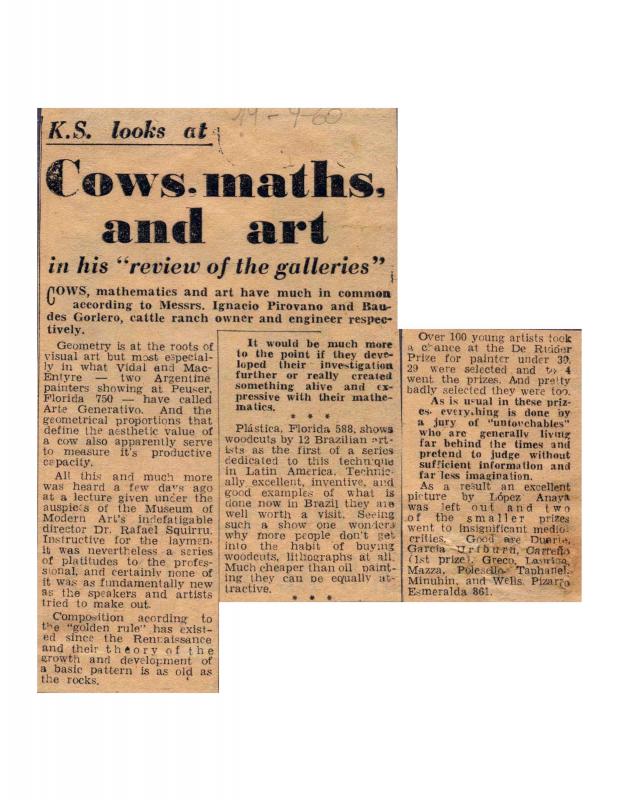 19-9-60
K.S. looks at
Cows, maths,
and art
in his "review of the galleries"
COWS, mathematics and art have much in common
according to Messrs. Ignacio Pirovano and Bau-
des Gorlero, cattle ranch owner and engineer respec-
tively.
Geometry is at the roots of
visual art but most especial-
ly in what Vidal and Mac-
Entyre — two Argentine
painters showing at Peuser,
Florida 750 — have called
Arte Generativo. And the
geometrical proportions that
define the aesthetic value of
a cow also apparently serve
to measure it's productive
capacity.
All this and much more
was heard a few days ago
at a lecture given under the
auspices of the Museum of
Modern Art's indefatigable
director Dr. Rafael Squirru.
Instructive for the laymen,
it was nevertheless a series
of platitudes to the profes-
sional, and certainly none of
it was as fundamentally new
as the speakers and artists
tried to make out.
Composition acording to
the "golden rule" has exist-
ed since the Rennaissance
and their theory of the
growth and development of
a basic pattern is as old as
the rocks.
It would be much more
to the point if they deve-
loped their investigation
further or really created
something alive and ex-
pressive with their mathe-
matics.
* *
Plástica, Florida 588, shows
woodcuts by 12 Brazilian art-
ists as the first of a series
dedicated to this technique
in Latin America. Technic-
ally excellent, inventive, and
good examples of what is
done now in Brazil they are
well worth a visit. Seeing
such a show one wonders
why more people don't get
into the habit of buying
woodcuts, lithographs at all.
Much cheaper than oil paint-
ing they can be equally at-
tractive.
* * *
Over 100 young artists took
a chance at the De Ridder
Prize for painter under 30.
29 were selected and to 4
went the prizes. And pretty
badly selected they were too.
As is usual in these priz-
es, everything is done by
a jury of "untouchables"
who are generally living
far behind the times and
pretend to judge without
sufficient information and
far less imagination.
As a result an excellent
picture by López Anaya
was left out and two
of the smaller prizes
went to insignificant medio-
crities. Good are Duarte,
García Uriburu, Carreño
(1st prize), Greco,
Mazza, Polesello, Taphanel,
Minuhin, and Wells. Pizarro
Esmeralda 861.